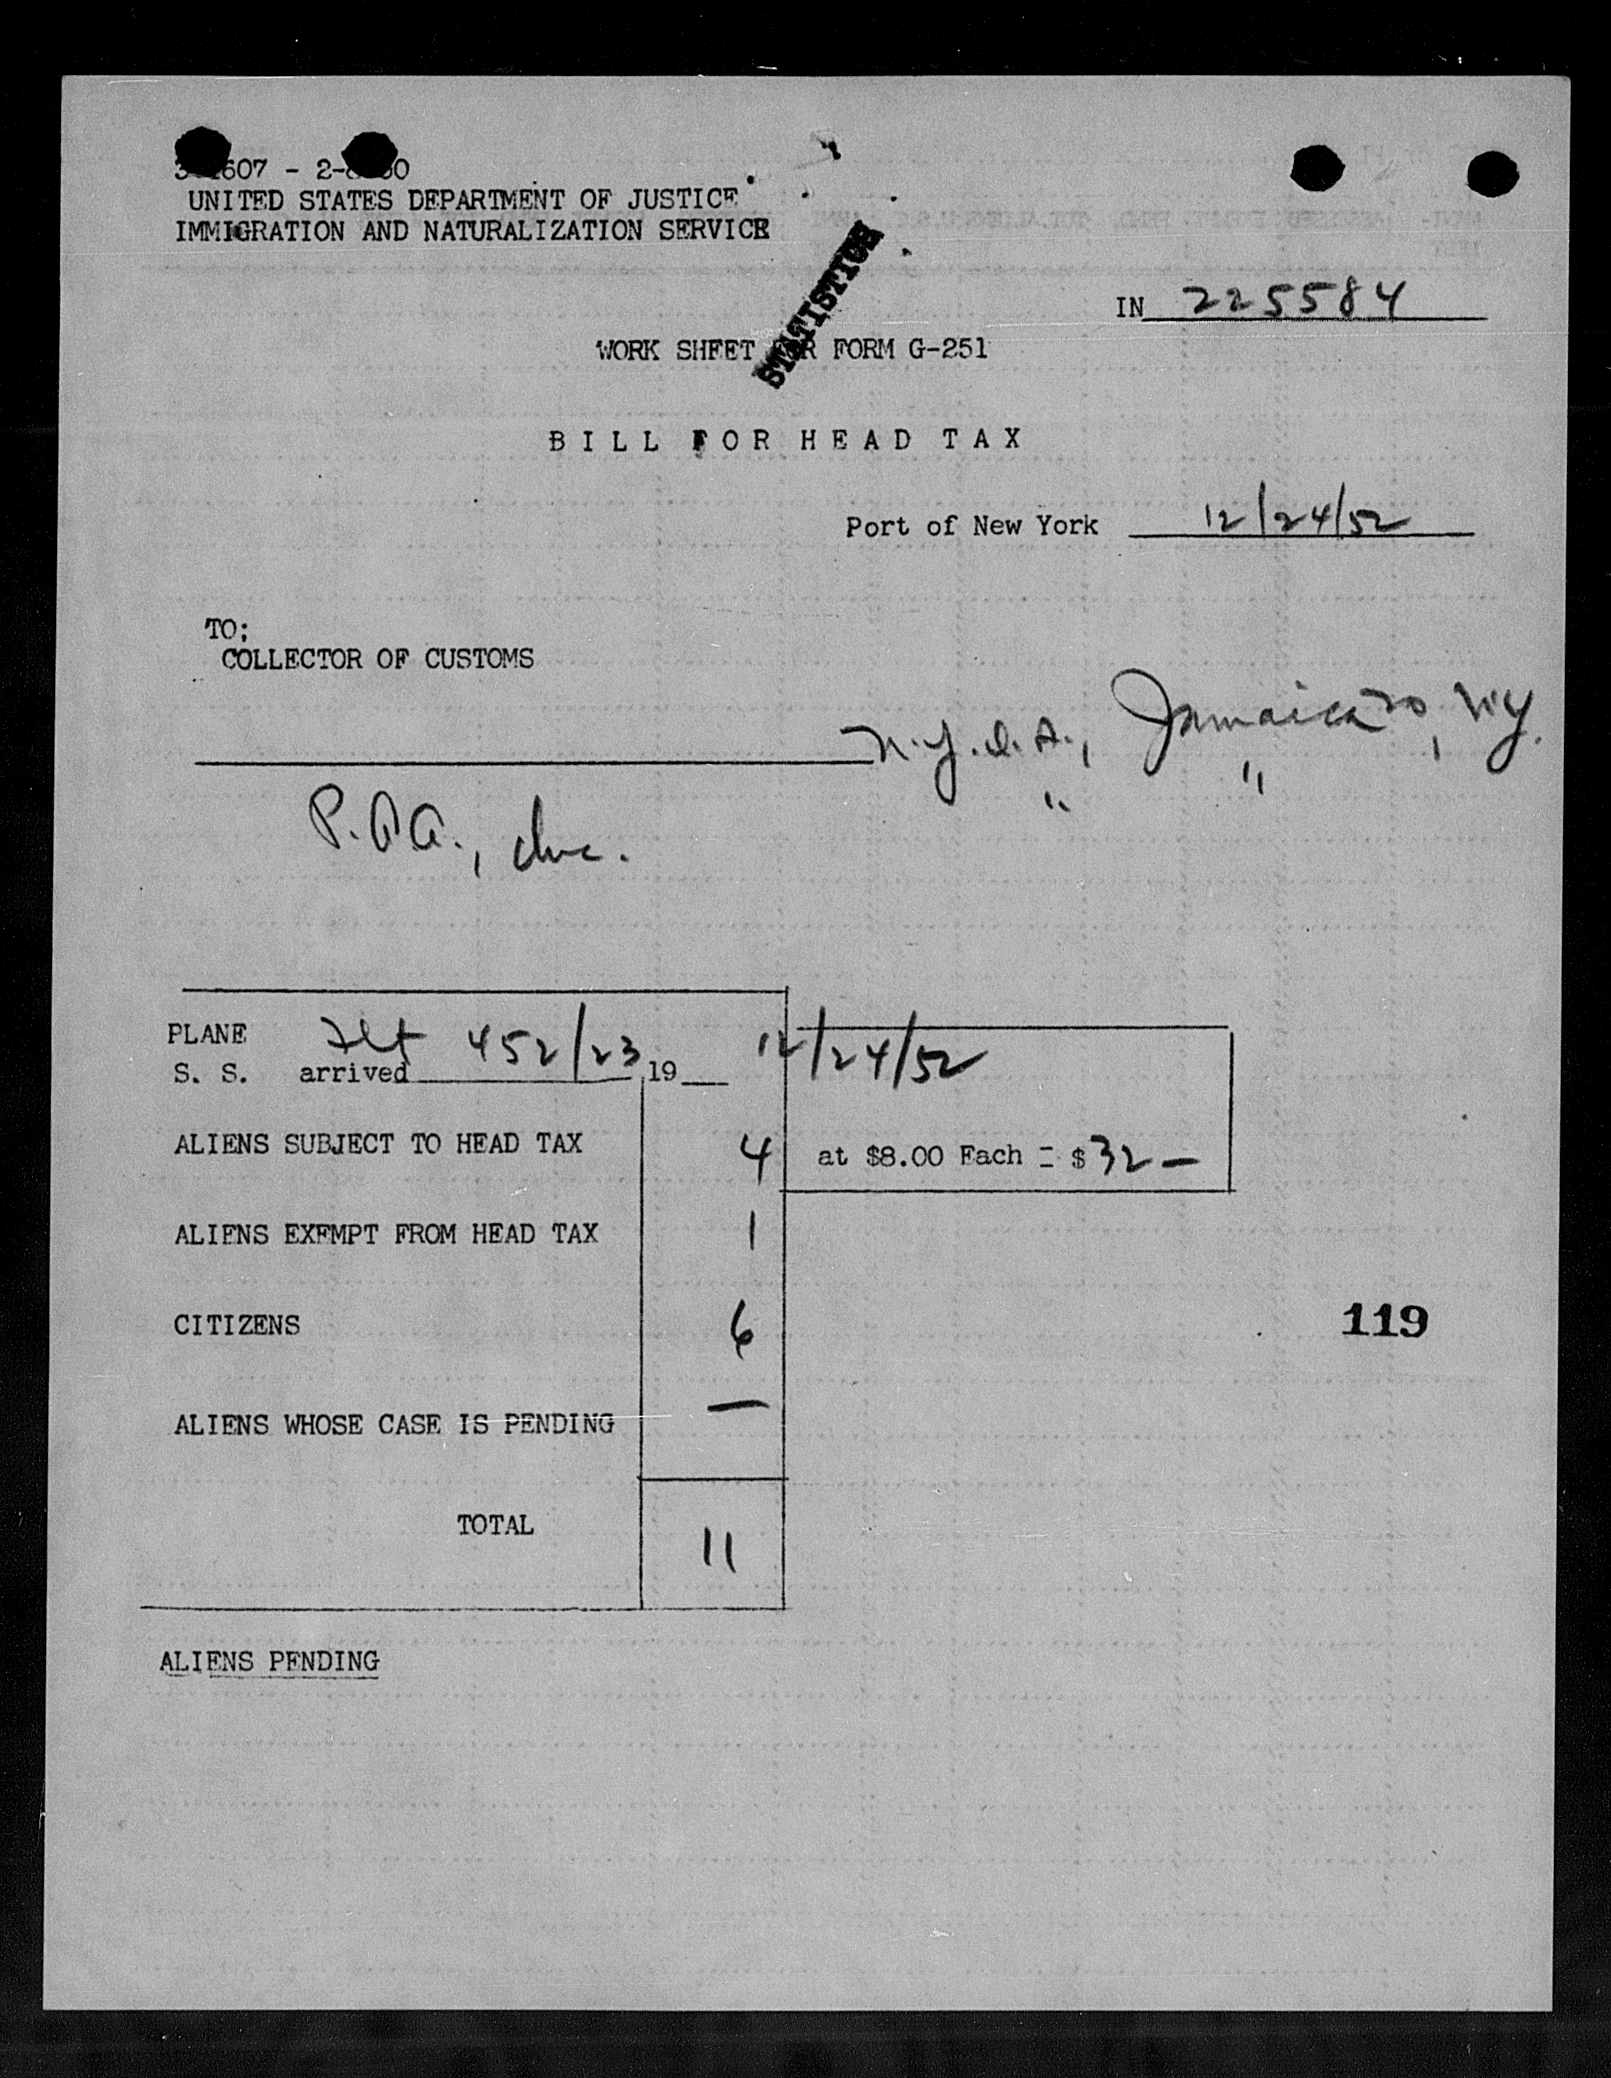 607 - 2-
UNITED STATES DEPARTMENT OF JUSTICE
IMMIGRATION AND NATURALIZATION SERVICE
STATISTICS
IN 225584
WORK SHEET FOR FORM G-251
BILL FOR HEAD TAX
Port of New York 12/24/52
TO:
COLLECTOR OF CUSTOMS
N.Y.I.A., Jamaica 20, NY.
" "
P.A.A., Inc.
PLANE Flt 452/23 12/24/52
S. S. arrived 19
ALIENS SUBJECT TO HEAD TAX 4 at $8.00 Each = $32 —
ALIENS EXEMPT FROM HEAD TAX 1
CITIZENS 6
119
ALIENS WHOSE CASE IS PENDING —
TOTAL 11
ALIENS PENDING